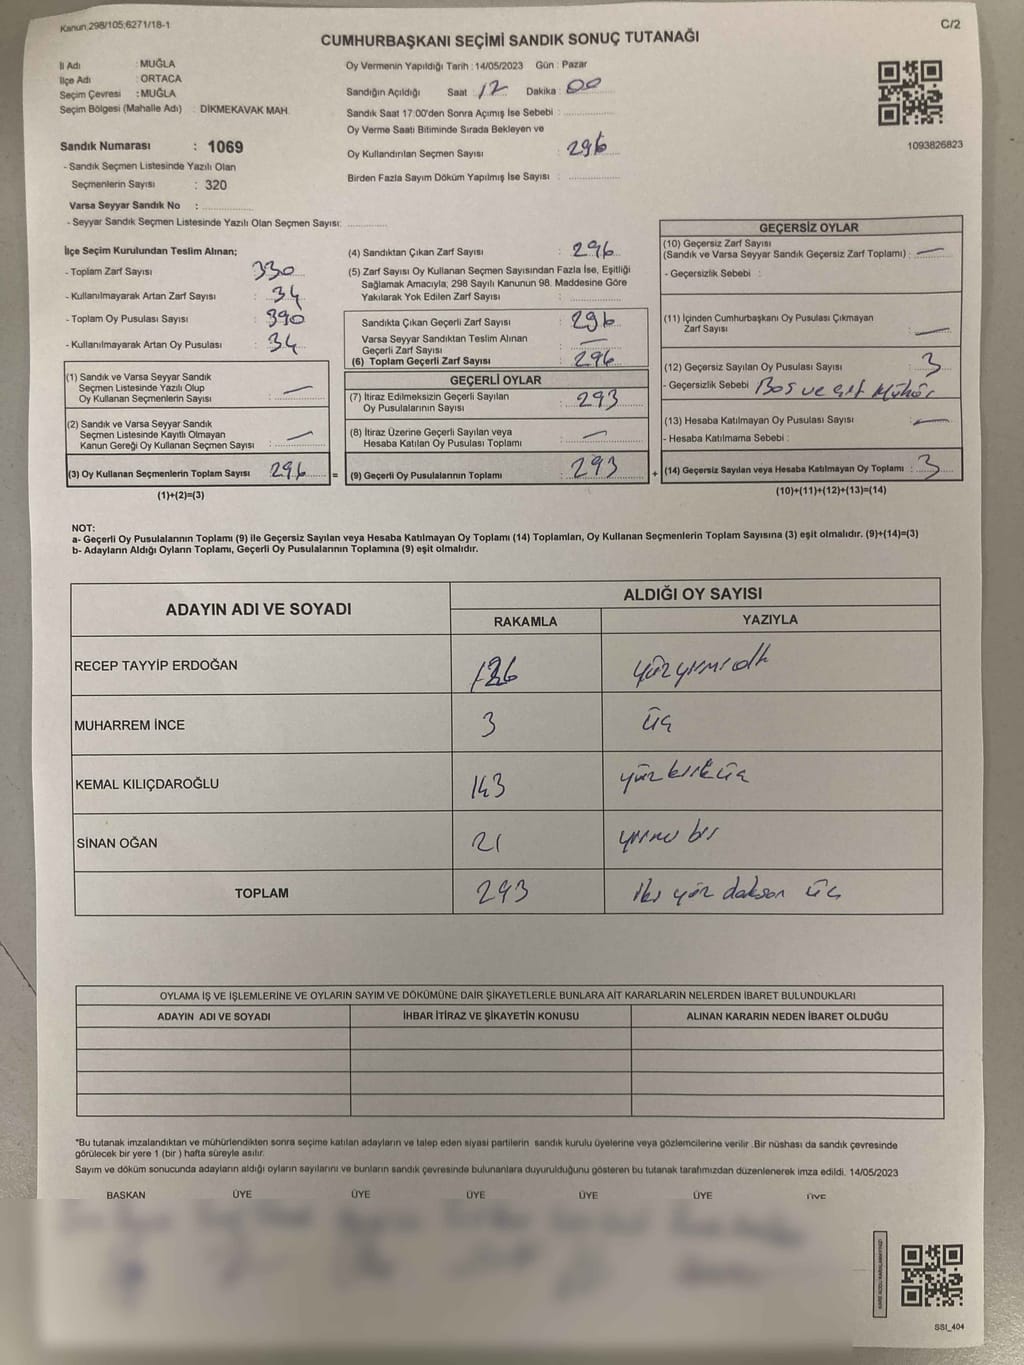 Kanun;298/105;6271/18-1
C/2
CUMHURBAŞKANI SEÇİMİ SANDIK SONUÇ TUTANAĞI
İl Adı : MUĞLA
İlçe Adı : ORTACA
Seçim Çevresi : MUĞLA
Seçim Bölgesi (Mahalle Adı) : DİKMEKAVAK MAH.
Sandık Numarası : 1069
- Sandık Seçmen Listesinde Yazılı Olan
Seçmenlerin Sayısı : 320
Varsa Seyyar Sandık No :
- Seyyar Sandık Seçmen Listesinde Yazılı Olan Seçmen Sayısı:
Oy Vermenin Yapıldığı Tarih : 14/05/2023 Gün : Pazar
Sandığın Açıldığı Saat : 12 Dakika : 00
Sandık Saat 17:00'den Sonra Açılmış İse Sebebi :
Oy Verme Saati Bitiminde Sırada Bekleyen ve
Oy Kullandırılan Seçmen Sayısı : 296
Birden Fazla Sayım Döküm Yapılmış İse Sayısı :
1093826823
İlçe Seçim Kurulundan Teslim Alınan;
- Toplam Zarf Sayısı : 330
- Kullanılmayarak Artan Zarf Sayısı : 34
- Toplam Oy Pusulası Sayısı : 390
- Kullanılmayarak Artan Oy Pusulası : 34
(1) Sandık ve Varsa Seyyar Sandık
Seçmen Listesinde Yazılı Olup
Oy Kullanan Seçmenlerin Sayısı : —
(2) Sandık ve Varsa Seyyar Sandık
Seçmen Listesinde Kayıtlı Olmayan
Kanun Gereği Oy Kullanan Seçmen Sayısı : —
(3) Oy Kullanan Seçmenlerin Toplam Sayısı 296 =
(1)+(2)=(3)
(4) Sandıktan Çıkan Zarf Sayısı : 296
(5) Zarf Sayısı Oy Kullanan Seçmen Sayısından Fazla İse, Eşitliği
Sağlamak Amacıyla; 298 Sayılı Kanunun 98. Maddesine Göre
Yakılarak Yok Edilen Zarf Sayısı :
Sandıkta Çıkan Geçerli Zarf Sayısı : 296
Varsa Seyyar Sandıktan Teslim Alınan
Geçerli Zarf Sayısı : —
(6) Toplam Geçerli Zarf Sayısı : 296
GEÇERLİ OYLAR
(7) İtiraz Edilmeksizin Geçerli Sayılan
Oy Pusulalarının Sayısı : 293
(8) İtiraz Üzerine Geçerli Sayılan veya
Hesaba Katılan Oy Pusulası Toplamı : —
(9) Geçerli Oy Pusulalarının Toplamı : 293 +
GEÇERSİZ OYLAR
(10) Geçersiz Zarf Sayısı
(Sandık ve Varsa Seyyar Sandık Geçersiz Zarf Toplamı) : —
- Geçersizlik Sebebi :
(11) İçinden Cumhurbaşkanı Oy Pusulası Çıkmayan
Zarf Sayısı : —
(12) Geçersiz Sayılan Oy Pusulası Sayısı : 3
- Geçersizlik Sebebi : Boş ve çift Mühür
(13) Hesaba Katılmayan Oy Pusulası Sayısı : —
- Hesaba Katılmama Sebebi :
(14) Geçersiz Sayılan veya Hesaba Katılmayan Oy Toplamı : 3
(10)+(11)+(12)+(13)=(14)
NOT:
a- Geçerli Oy Pusulalarının Toplamı (9) ile Geçersiz Sayılan veya Hesaba Katılmayan Oy Toplamı (14) Toplamları, Oy Kullanan Seçmenlerin Toplam Sayısına (3) eşit olmalıdır. (9)+(14)=(3)
b- Adayların Aldığı Oyların Toplamı, Geçerli Oy Pusulalarının Toplamına (9) eşit olmalıdır.
ADAYIN ADI VE SOYADI
ALDIĞI OY SAYISI
RAKAMLA YAZIYLA
RECEP TAYYİP ERDOĞAN 126 yüz yirmi altı
MUHARREM İNCE 3 üç
KEMAL KILIÇDAROĞLU 143 yüz kırk üç
SİNAN OĞAN 21 yirmi bir
TOPLAM 293 iki yüz doksan üç
OYLAMA İŞ VE İŞLEMLERİNE VE OYLARIN SAYIM VE DÖKÜMÜNE DAİR ŞİKAYETLERLE BUNLARA AİT KARARLARIN NELERDEN İBARET BULUNDUKLARI
ADAYIN ADI VE SOYADI İHBAR İTİRAZ VE ŞİKAYETİN KONUSU ALINAN KARARIN NEDEN İBARET OLDUĞU
*Bu tutanak imzalandıktan ve mühürlendikten sonra seçime katılan adayların ve talep eden siyasi partilerin sandık kurulu üyelerine veya gözlemcilerine verilir .Bir nüshası da sandık çevresinde
görülecek bir yere 1 (bir ) hafta süreyle asılır.
Sayım ve döküm sonucunda adayların aldığı oyların sayılarını ve bunların sandık çevresinde bulunanlara duyurulduğunu gösteren bu tutanak tarafımızdan düzenlenerek imza edildi. 14/05/2023
BAŞKAN ÜYE ÜYE ÜYE ÜYE ÜYE ÜYE
SSI_404